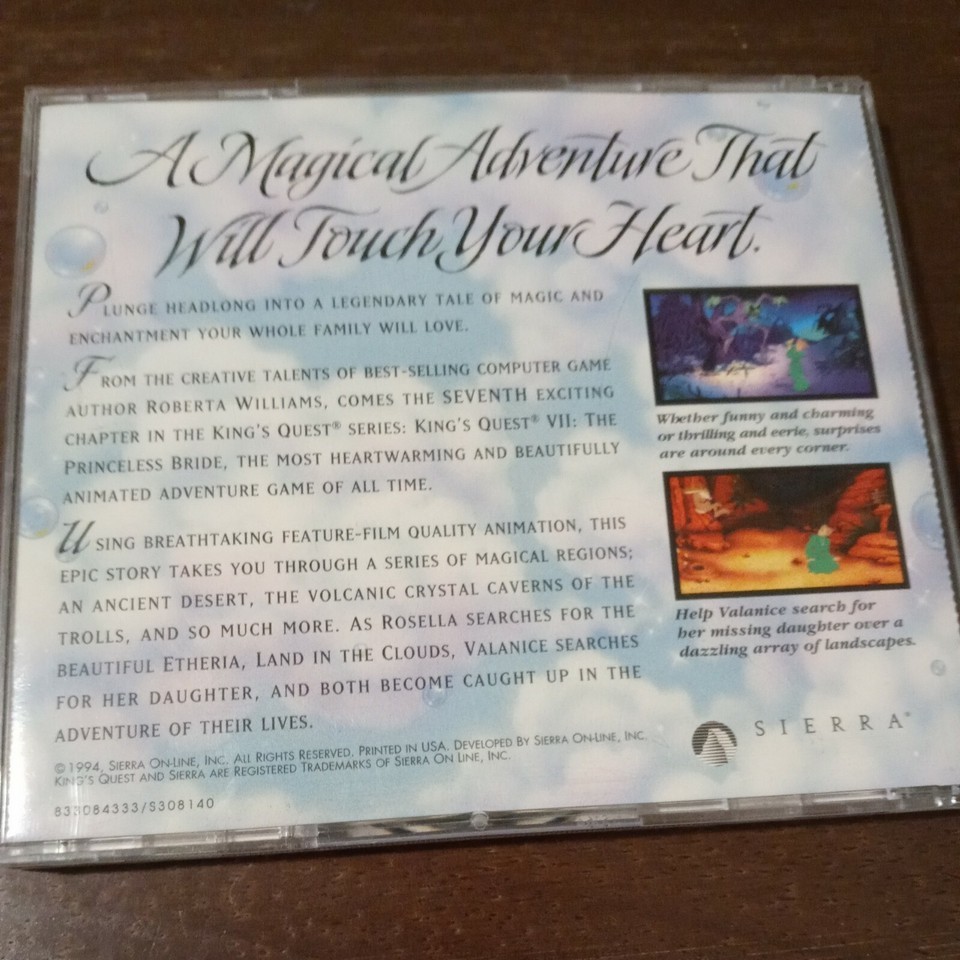 A Magical Adventure That
Will Touch Your Heart.
PLUNGE HEADLONG INTO A LEGENDARY TALE OF MAGIC AND
ENCHANTMENT YOUR WHOLE FAMILY WILL LOVE.
FROM THE CREATIVE TALENTS OF BEST-SELLING COMPUTER GAME
AUTHOR ROBERTA WILLIAMS, COMES THE SEVENTH EXCITING
CHAPTER IN THE KING'S QUEST® SERIES: KING'S QUEST® VII: THE
PRINCELESS BRIDE, THE MOST HEARTWARMING AND BEAUTIFULLY
ANIMATED ADVENTURE GAME OF ALL TIME.
USING BREATHTAKING FEATURE-FILM QUALITY ANIMATION, THIS
EPIC STORY TAKES YOU THROUGH A SERIES OF MAGICAL REGIONS;
AN ANCIENT DESERT, THE VOLCANIC CRYSTAL CAVERNS OF THE
TROLLS, AND SO MUCH MORE. AS ROSELLA SEARCHES FOR THE
BEAUTIFUL ETHERIA, LAND IN THE CLOUDS, VALANICE SEARCHES
FOR HER DAUGHTER, AND BOTH BECOME CAUGHT UP IN THE
ADVENTURE OF THEIR LIVES.
Whether funny and charming
or thrilling and eerie, surprises
are around every corner.
Help Valanice search for
her missing daughter over a
dazzling array of landscapes.
SIERRA®
©1994, SIERRA ON-LINE, INC. ALL RIGHTS RESERVED. PRINTED IN USA. DEVELOPED BY SIERRA ON-LINE, INC.
KING'S QUEST AND SIERRA ARE REGISTERED TRADEMARKS OF SIERRA ON LINE, INC.
833084333/S308140